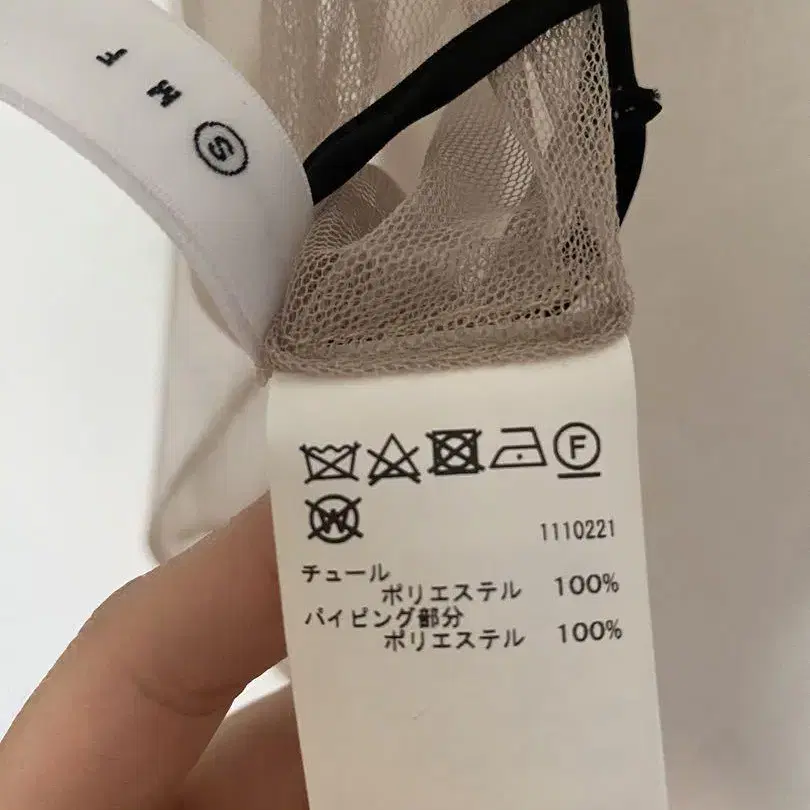 S M F
F
W
1110221
チュール
ポリエステル 100%
パイピング部分
ポリエステル 100%